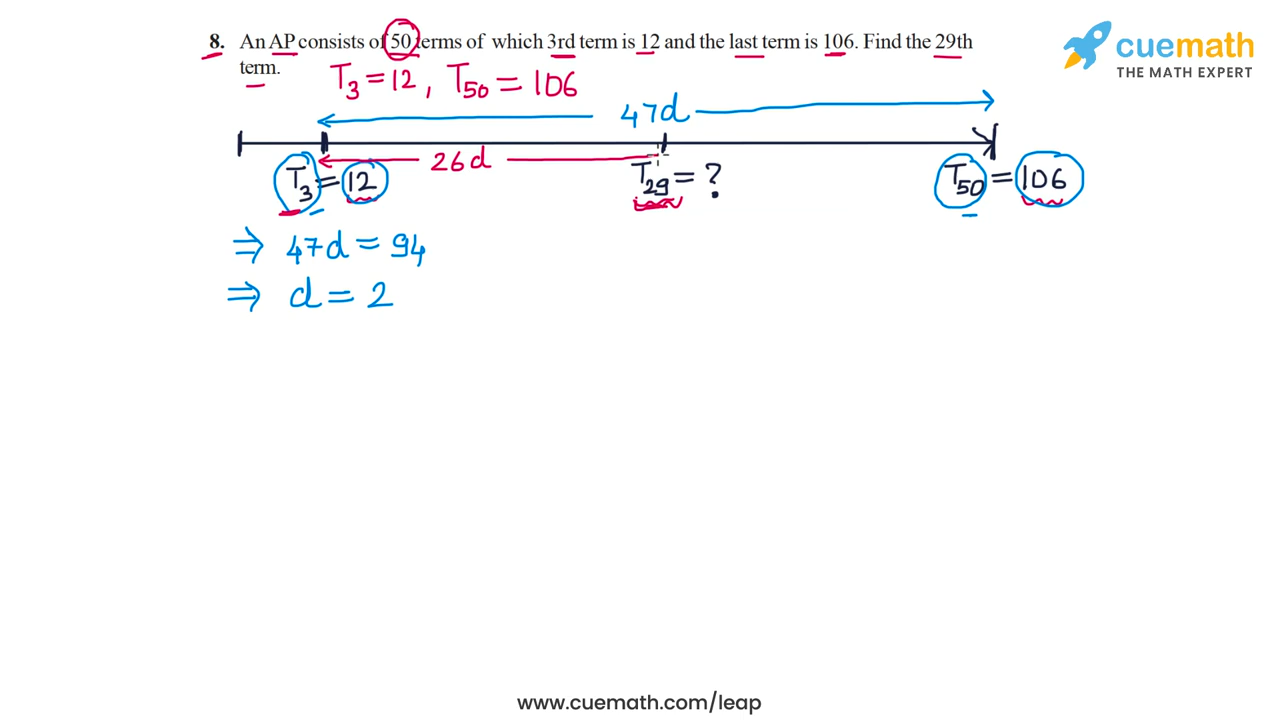 8. An AP consists of 50 terms of which 3rd term is 12 and the last term is 106. Find the 29th
term.
cuemath
THE MATH EXPERT
T₃ = 12, T₅₀ = 106
47d
26d
T₃ = 12
T₂₉ = ?
T₅₀ = 106
⇒ 47d = 94
⇒ d = 2
www.cuemath.com/leap